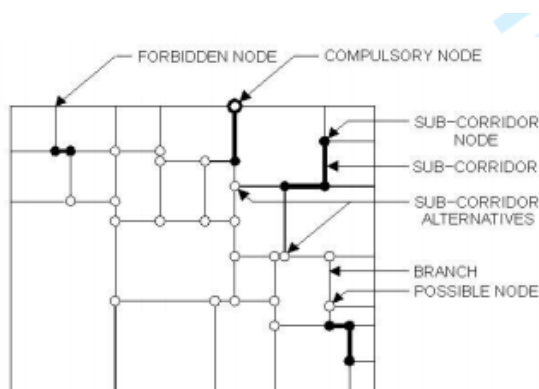 FORBIDDEN NODE
COMPULSORY NODE
SUB-CORRIDOR
NODE
SUB-CORRIDOR
SUB-CORRIDOR
ALTERNATIVES
BRANCH
POSSIBLE NODE